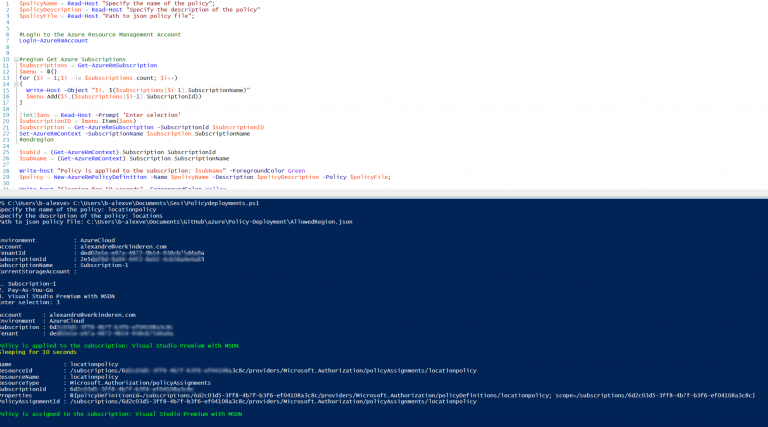 1 $policyName = Read-Host "Specify the name of the policy";
2 $policyDescription = Read-Host "Specify the description of the policy"
3 $policyFile = Read-Host "Path to json policy file";
4
5
6 #Login to the Azure Resource Management Account
7 Login-AzureRmAccount
8
9
10 #region Get Azure Subscriptions
11 $subscriptions = Get-AzureRmSubscription
12 $menu = @{}
13 for ($i = 1;$i -le $subscriptions.count; $i++)
14 {
15 Write-Host -Object "$i. $($subscriptions[$i-1].SubscriptionName)"
16 $menu.Add($i,($subscriptions[$i-1].SubscriptionId))
17 }
18
19 [int]$ans = Read-Host -Prompt 'Enter selection'
20 $subscriptionID = $menu.Item($ans)
21 $subscription = Get-AzureRmSubscription -SubscriptionId $subscriptionID
22 Set-AzureRmContext -SubscriptionName $subscription.SubscriptionName
23 #endregion
24
25 $subId = (Get-AzureRmContext).Subscription.SubscriptionId
26 $subName = (Get-AzureRmContext).Subscription.SubscriptionName
27
28 Write-host "Policy is applied to the subscription: $subName" -ForegroundColor Green
29 $policy = New-AzureRmPolicyDefinition -Name $policyName -Description $policyDescription -Policy $policyFile;
30
31 Write-host "Sleeping for 10 seconds" -ForegroundColor Yellow
PS C:\Users\b-alexve> C:\Users\b-alexve\Documents\Seri\Policydeployments.ps1
Specify the name of the policy: locationpolicy
Specify the description of the policy: locations
Path to json policy file: C:\Users\b-alexve\Documents\GitHub\azure\Policy-Deployment\AllowedRegion.json
Environment : AzureCloud
Account : alexandre@verkinderen.com
TenantId :
SubscriptionId :
SubscriptionName : Subscription-1
CurrentStorageAccount :
1. Subscription-1
2. Pay-As-You-Go
3. Visual Studio Premium with MSDN
Enter selection: 3
Account : alexandre@verkinderen.com
Environment : AzureCloud
Subscription :
Tenant :
Policy is applied to the subscription: Visual Studio Premium with MSDN
Sleeping for 10 seconds
Name : locationpolicy
ResourceId : /subscriptions/ /providers/Microsoft.Authorization/policyAssignments/locationpolicy
ResourceName : locationpolicy
ResourceType : Microsoft.Authorization/policyAssignments
SubscriptionId :
Properties : @{policyDefinitionId=/subscriptions/6d2c03d5-3ff8-4b7f-b3f6-ef04108a3c8c/providers/Microsoft.Authorization/policyDefinitions/locationpolicy; scope=/subscriptions/6d2c03d5-3ff8-4b7f-b3f6-ef04108a3c8c}
PolicyAssignmentId : /subscriptions/6d2c03d5-3ff8-4b7f-b3f6-ef04108a3c8c/providers/Microsoft.Authorization/policyAssignments/locationpolicy
Policy is assigned to the subscription: Visual Studio Premium with MSDN